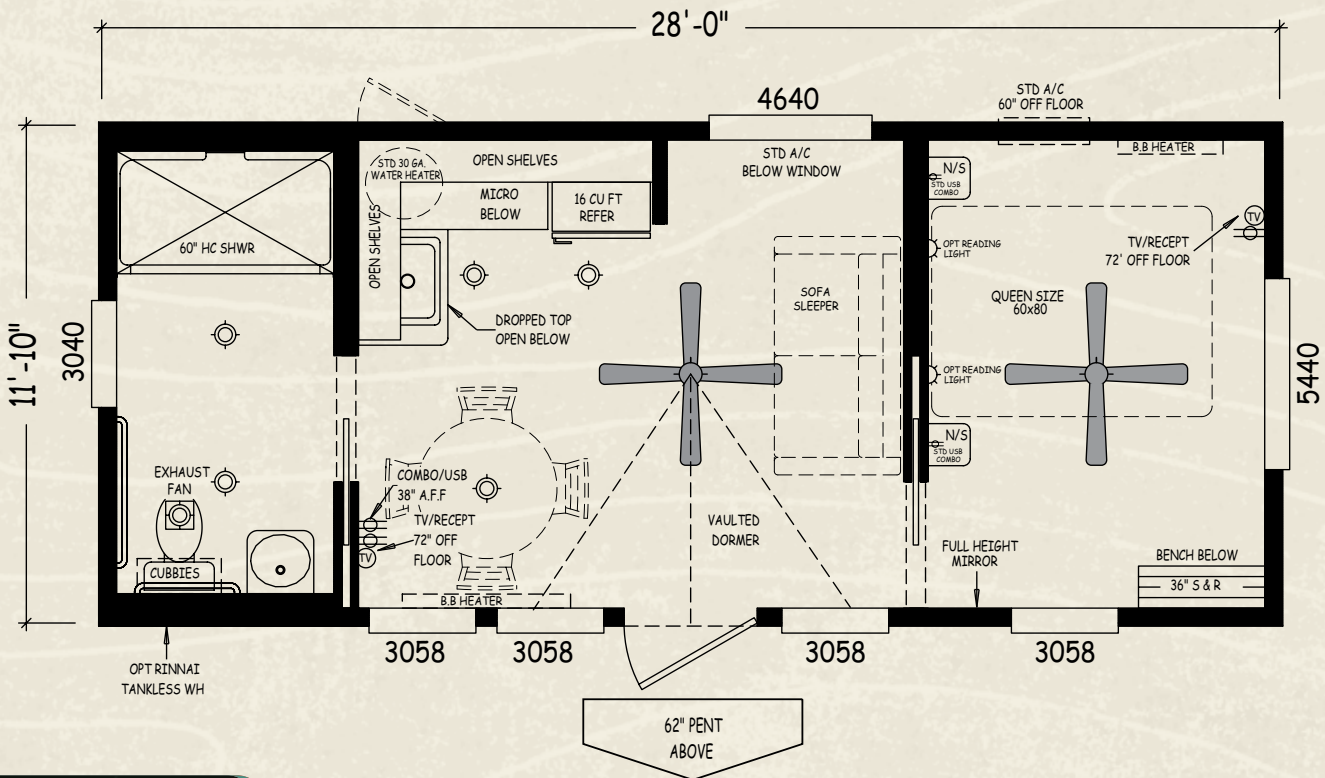 28'-0"
4640
STD A/C
60" OFF FLOOR
11'-10"
3040
60" HC SHWR
STD 30 GA.
WATER HEATER
OPEN SHELVES
OPEN SHELVES
MICRO
BELOW
16 CU FT
REFER
STD A/C
BELOW WINDOW
B.B HEATER
N/S
STD USB
COMBO
OPT READING
LIGHT
TV
TV/RECEPT
72' OFF FLOOR
SOFA
SLEEPER
QUEEN SIZE
60x80
DROPPED TOP
OPEN BELOW
OPT READING
LIGHT
5440
N/S
STD USB
COMBO
EXHAUST
FAN
COMBO/USB
38" A.F.F
TV/RECEPT
72" OFF
FLOOR
TV
VAULTED
DORMER
FULL HEIGHT
MIRROR
BENCH BELOW
36" S & R
CUBBIES
B.B HEATER
3058
3058
3058
3058
OPT RINNAI
TANKLESS WH
62" PENT
ABOVE